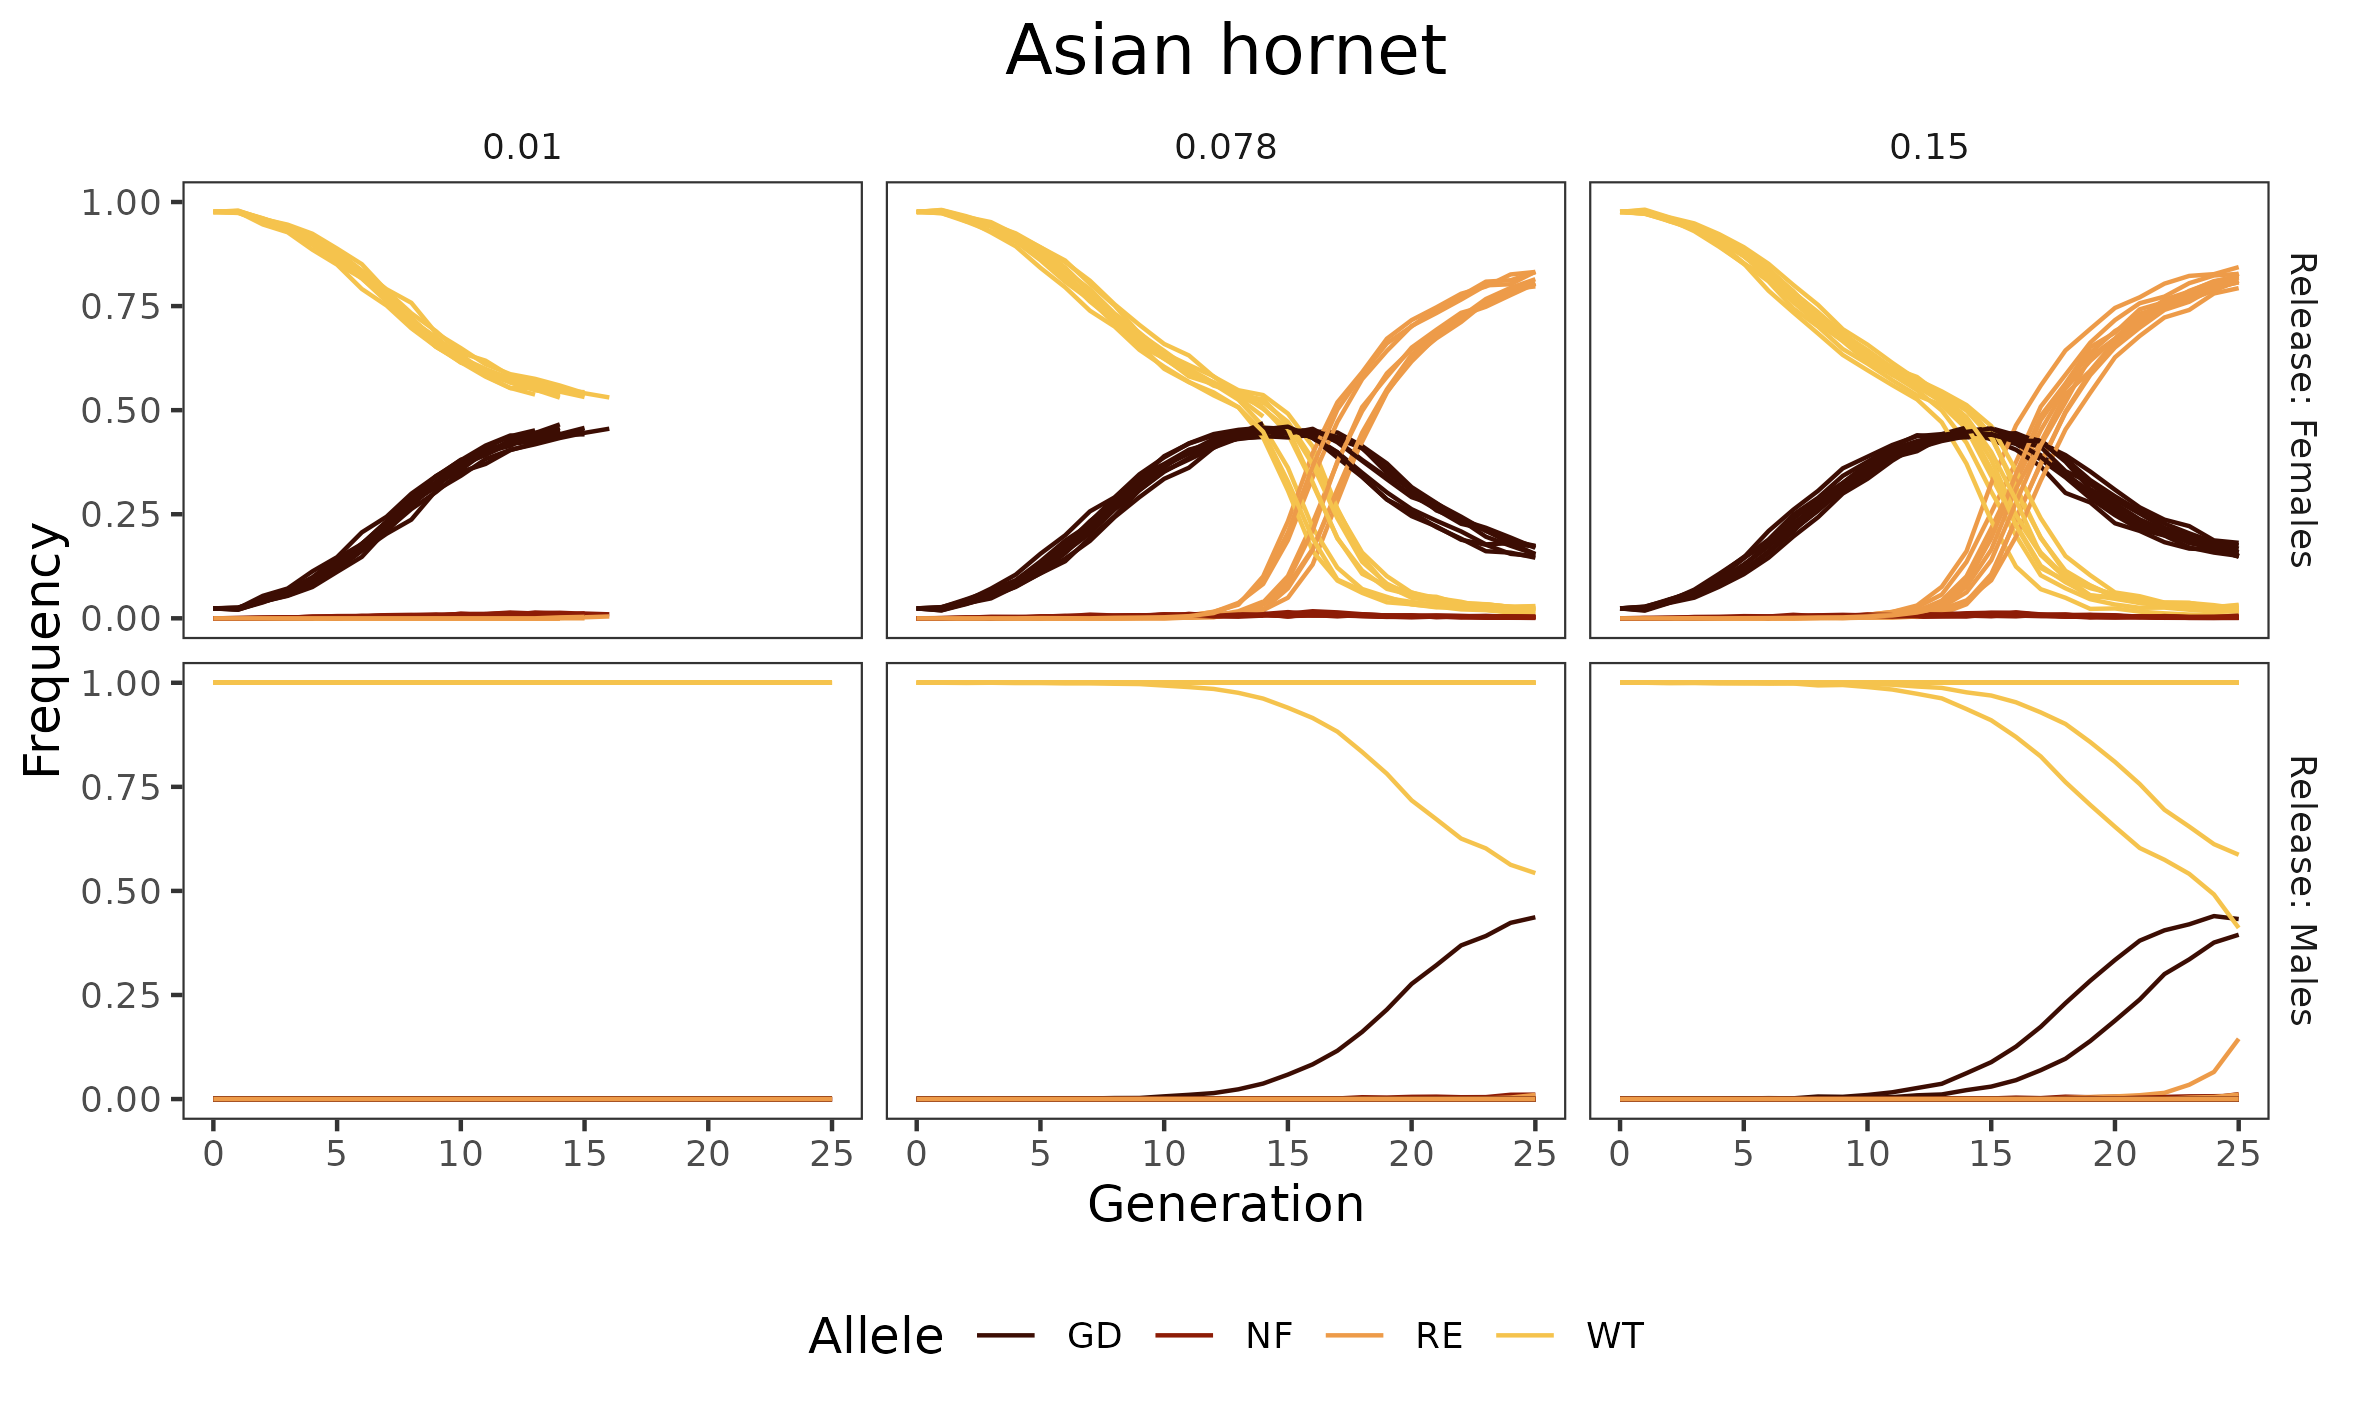 Asian hornet
0.01 0.078 0.15
1.00
0.75
0.50
0.25
0.00
Release: Females
1.00
0.75
0.50
0.25
0.00
Release: Males
Frequency
0 5 10 15 20 25 0 5 10 15 20 25 0 5 10 15 20 25
Generation
Allele GD NF RE WT